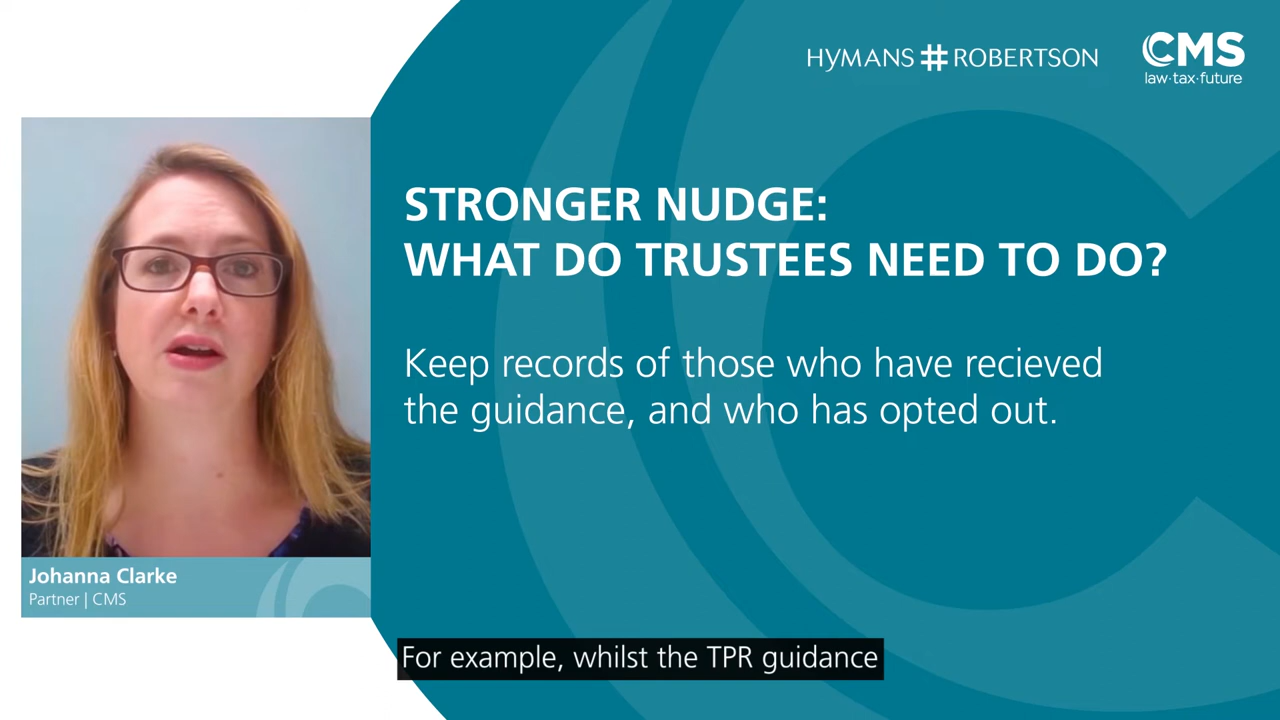 HYMANS # ROBERTSON
CMS
law·tax·future
STRONGER NUDGE:
WHAT DO TRUSTEES NEED TO DO?
Keep records of those who have recieved
the guidance, and who has opted out.
Johanna Clarke
Partner | CMS
For example, whilst the TPR guidance